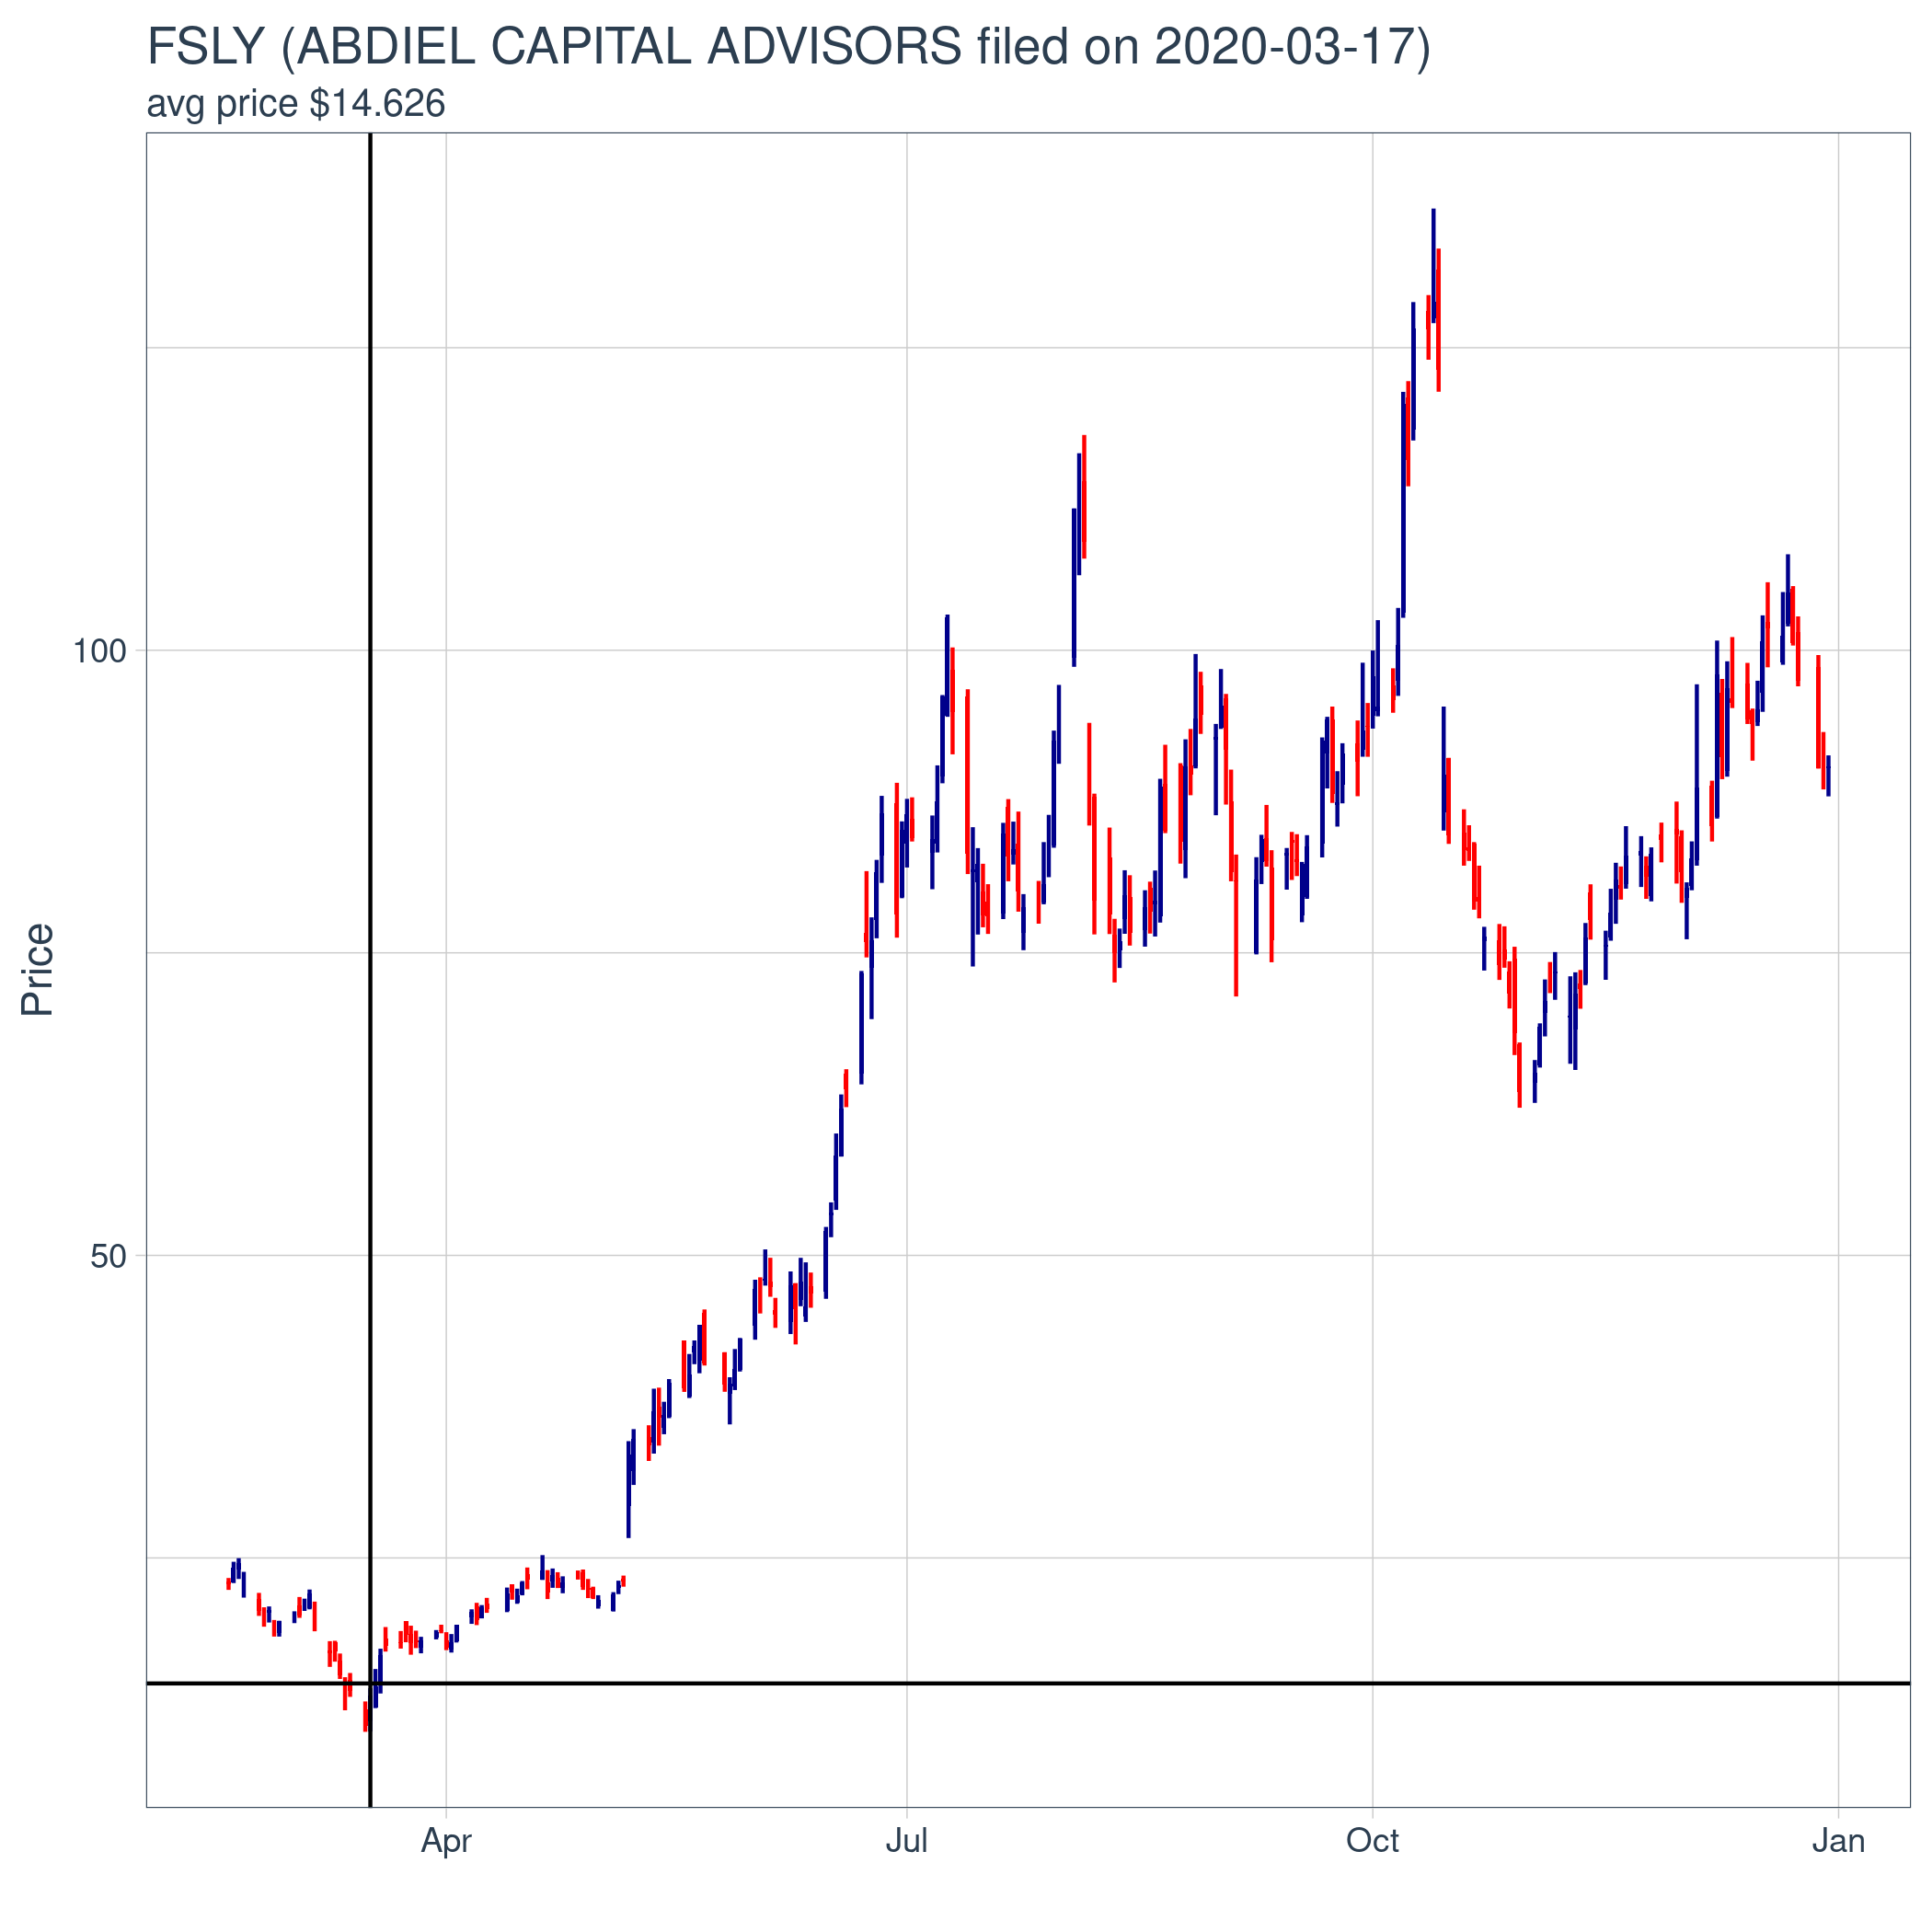 FSLY (ABDIEL CAPITAL ADVISORS filed on 2020-03-17)
avg price $14.626
100
Price
50
Apr
Jul
Oct
Jan